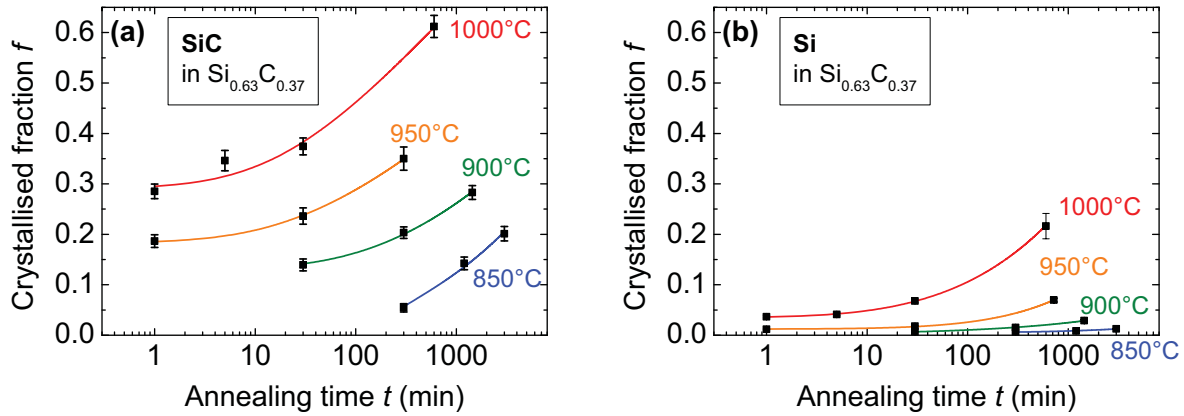 (a)
SiC
in Si0.63C0.37
1000°C
950°C
900°C
850°C
0.6
0.5
0.4
0.3
0.2
0.1
0.0
Crystallised fraction f
1
10
100
1000
Annealing time t (min)
(b)
Si
in Si0.63C0.37
1000°C
950°C
900°C
850°C
0.6
0.5
0.4
0.3
0.2
0.1
0.0
Crystallised fraction f
1
10
100
1000
Annealing time t (min)